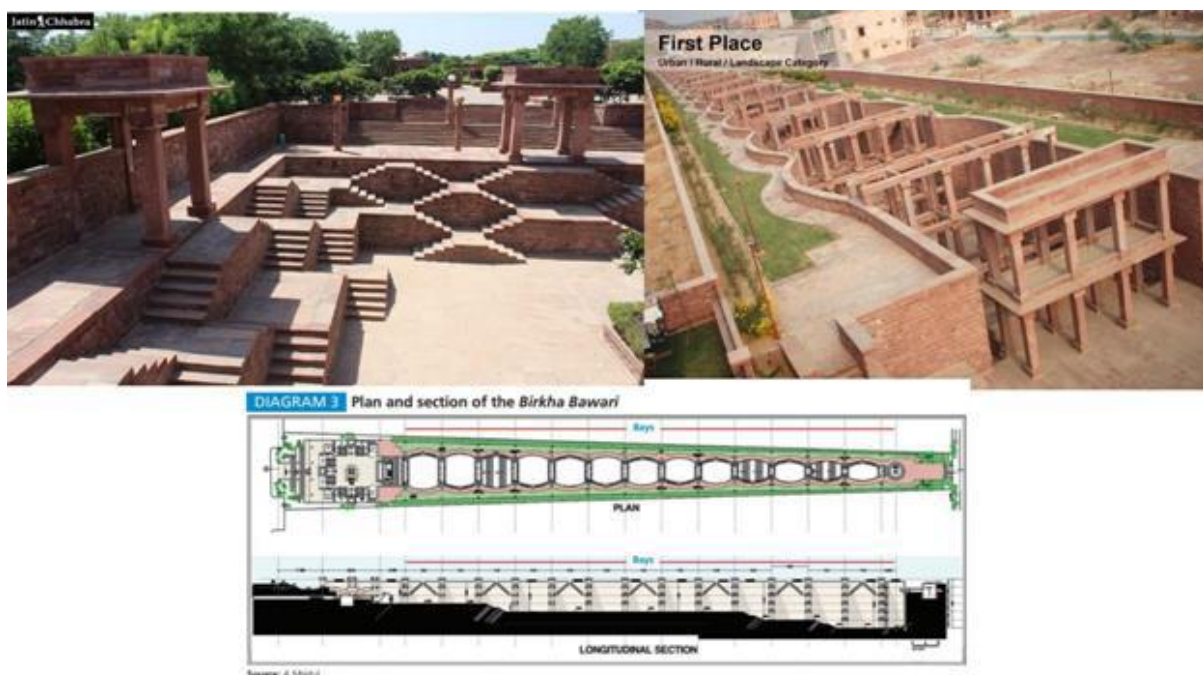 Jatin Chhabra
First Place
Urban / Rural / Landscape Category
DIAGRAM 3 Plan and section of the Birkha Bawari
Bays
PLAN
Bays
LONGITUDINAL SECTION